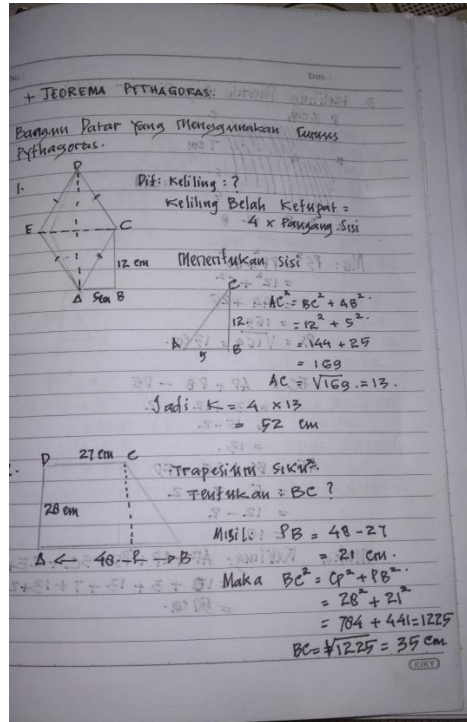 No.: Date.:
+ TEOREMA PYTHAGORAS.
Bangun Datar Yang Menggunakan Rumus
Pythagoras.
1.
D
E C
12 cm
A 5cm B
Dit: Keliling : ?
Keliling Belah Ketupat =
4 x Panjang Sisi
Menentukan sisi
C
12
A 5 B
AC² = BC² + AB²
= 12² + 5²
= 144 + 25
= 169
AC = √169 = 13.
Jadi K = 4 x 13
= 52 cm
D 27 cm C
28 cm
A 48 P B
Trapesium siku²
Tentukan : BC ?
Misil : PB = 48 - 27
= 21 cm.
Maka BC² = CP² + PB²
= 28² + 21²
= 784 + 441 = 1225
BC = √1225 = 35 cm
KIKY